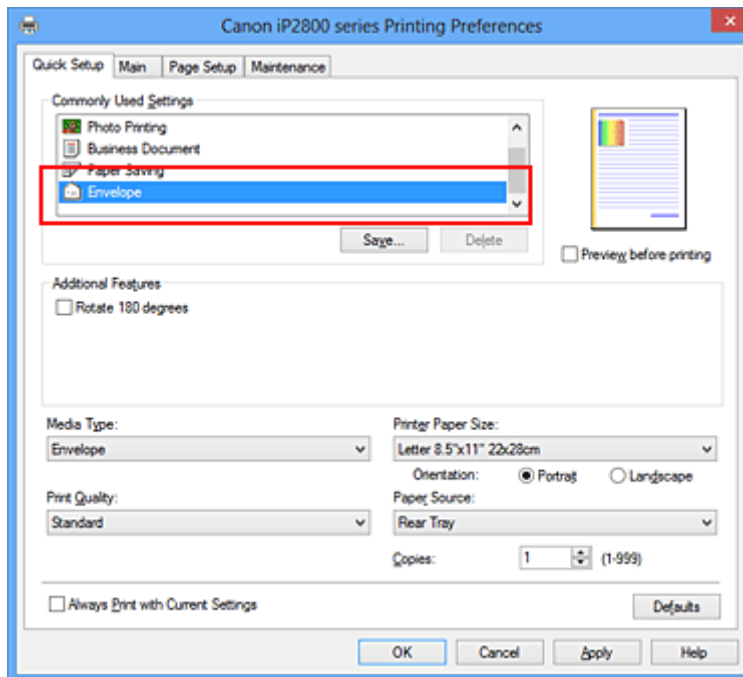 Canon iP2800 series Printing Preferences
Quick Setup Main Page Setup Maintenance
Commonly Used Settings
Photo Printing
Business Document
Paper Saving
Envelope
Save... Delete
Preview before printing
Additional Features
Rotate 180 degrees
Media Type: Printer Paper Size:
Envelope Letter 8.5"x11" 22x28cm
Orientation: Portrait Landscape
Print Quality: Paper Source:
Standard Rear Tray
Copies: 1 (1-999)
Always Print with Current Settings Defaults
OK Cancel Apply Help